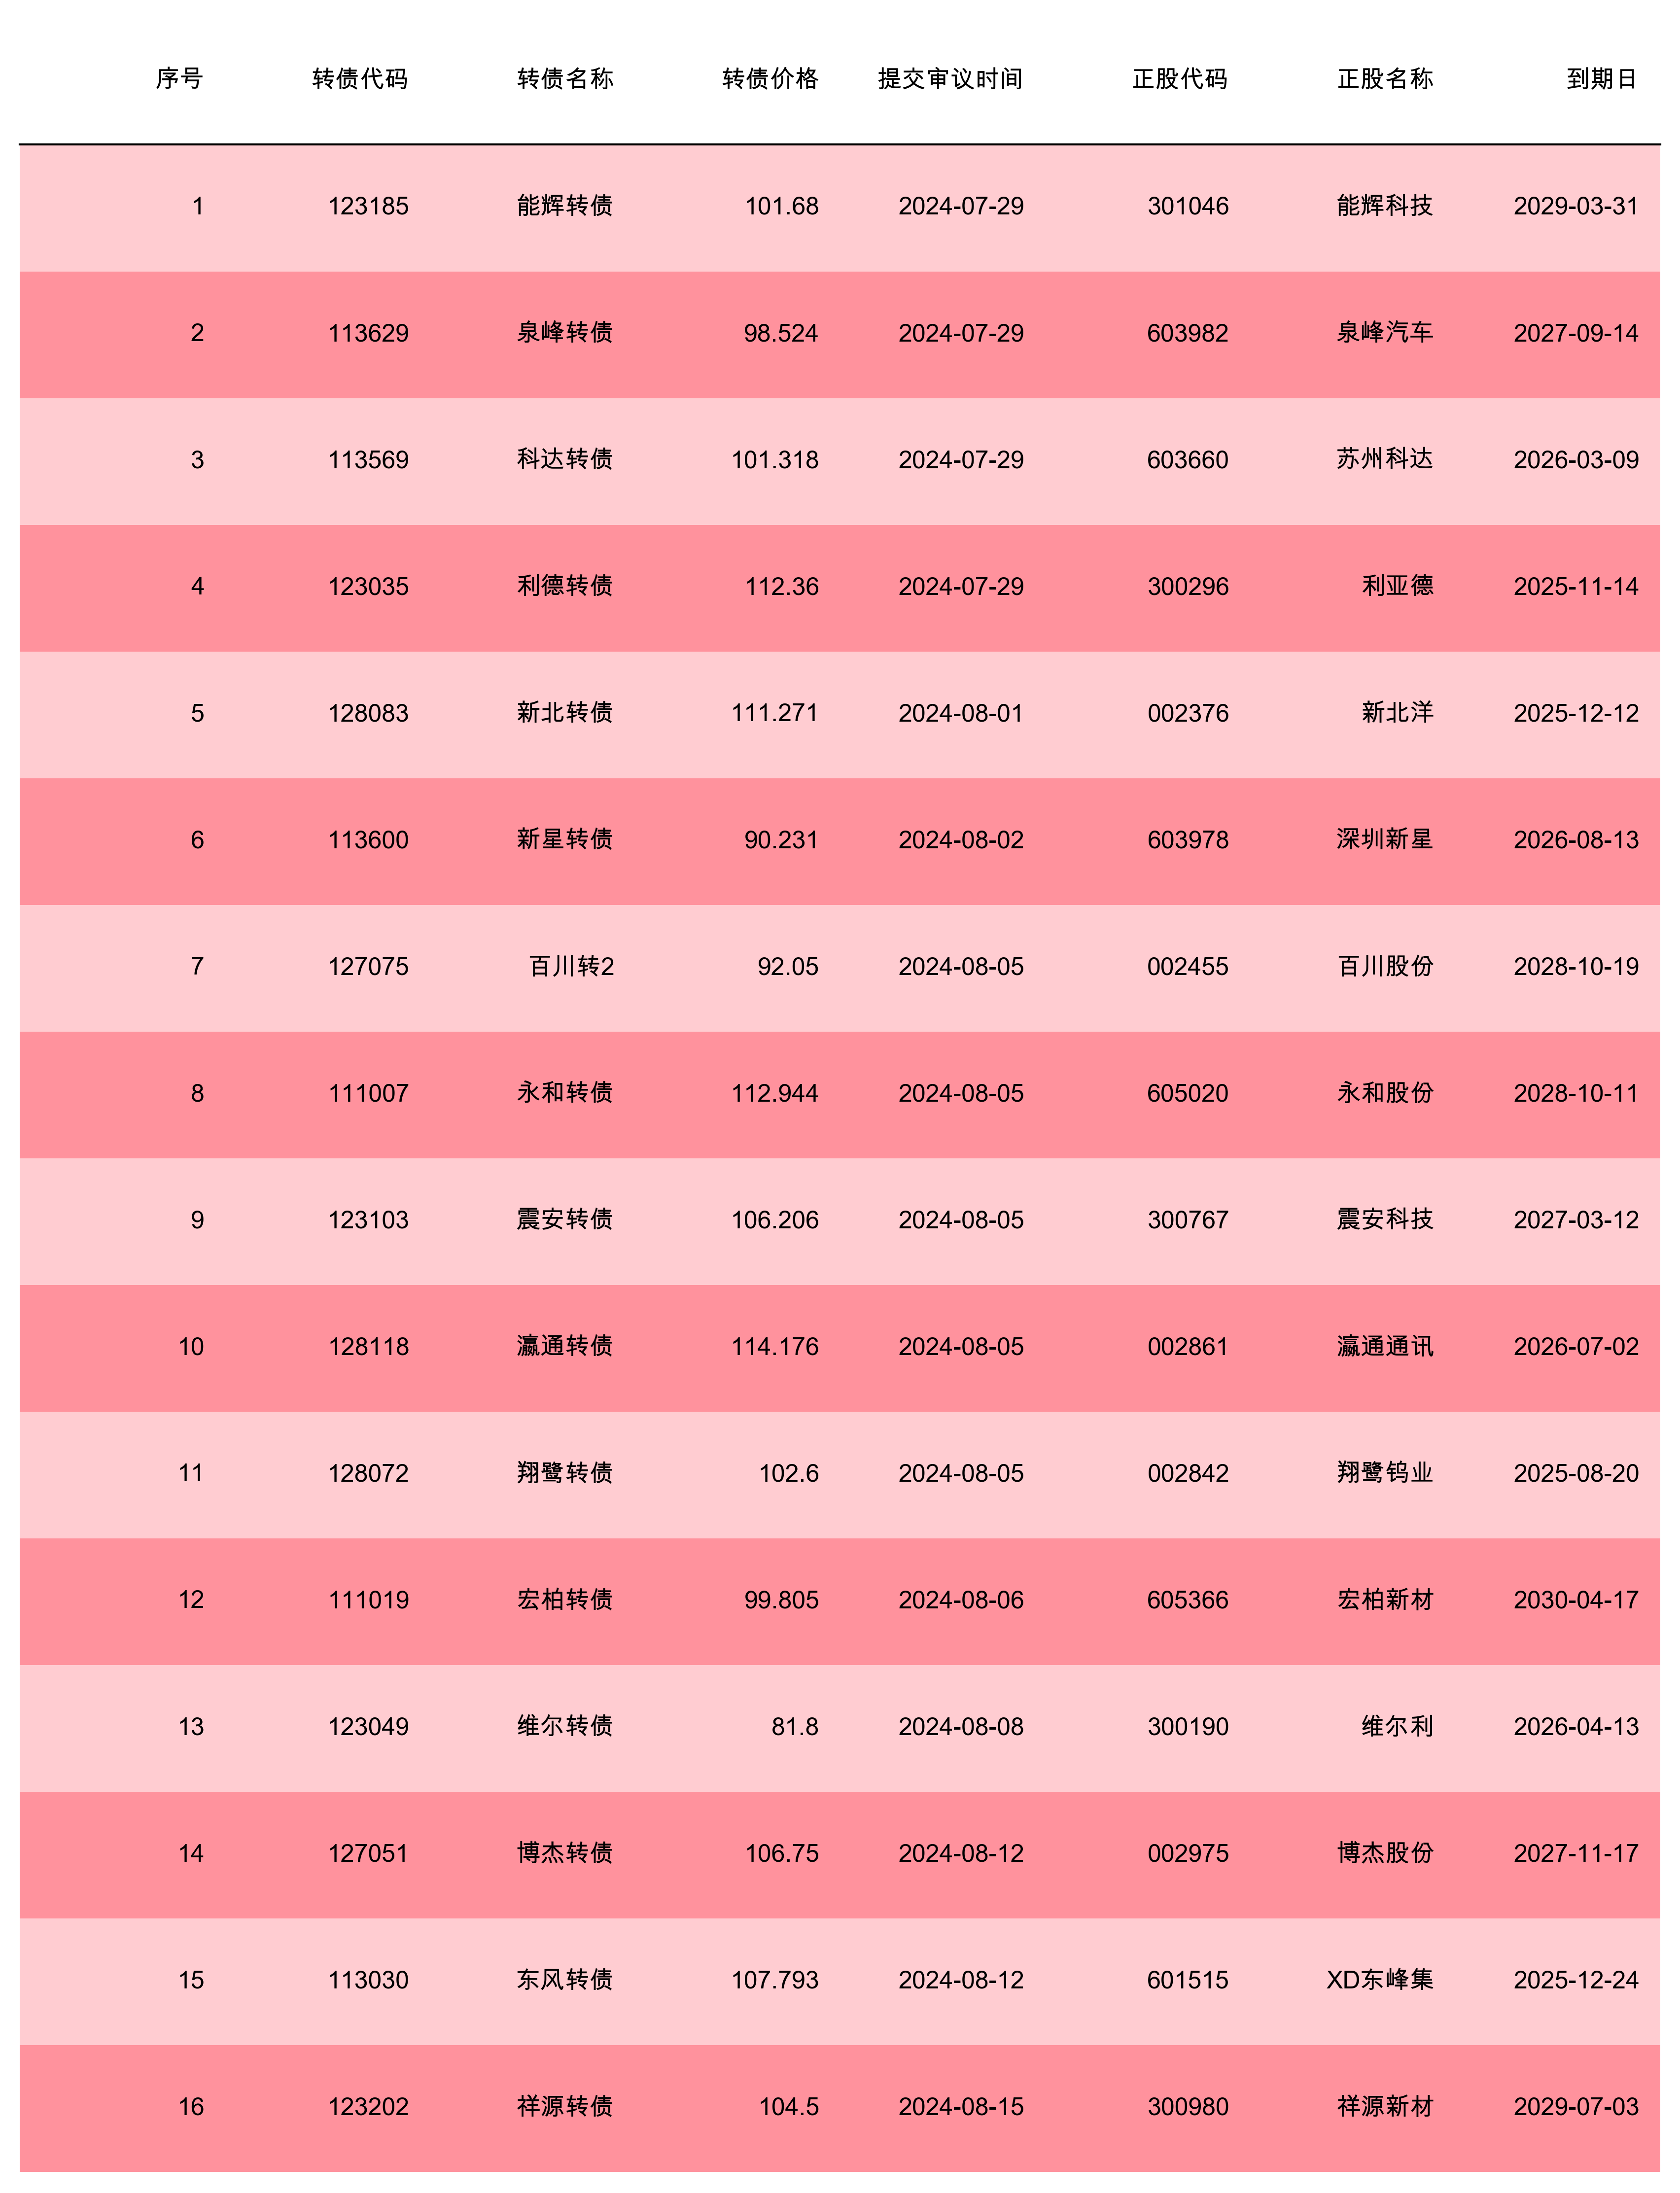 序号 转债代码 转债名称 转债价格 提交审议时间 正股代码 正股名称 到期日
1 123185 能辉转债 101.68 2024-07-29 301046 能辉科技 2029-03-31
2 113629 泉峰转债 98.524 2024-07-29 603982 泉峰汽车 2027-09-14
3 113569 科达转债 101.318 2024-07-29 603660 苏州科达 2026-03-09
4 123035 利德转债 112.36 2024-07-29 300296 利亚德 2025-11-14
5 128083 新北转债 111.271 2024-08-01 002376 新北洋 2025-12-12
6 113600 新星转债 90.231 2024-08-02 603978 深圳新星 2026-08-13
7 127075 百川转2 92.05 2024-08-05 002455 百川股份 2028-10-19
8 111007 永和转债 112.944 2024-08-05 605020 永和股份 2028-10-11
9 123103 震安转债 106.206 2024-08-05 300767 震安科技 2027-03-12
10 128118 瀛通转债 114.176 2024-08-05 002861 瀛通通讯 2026-07-02
11 128072 翔鹭转债 102.6 2024-08-05 002842 翔鹭钨业 2025-08-20
12 111019 宏柏转债 99.805 2024-08-06 605366 宏柏新材 2030-04-17
13 123049 维尔转债 81.8 2024-08-08 300190 维尔利 2026-04-13
14 127051 博杰转债 106.75 2024-08-12 002975 博杰股份 2027-11-17
15 113030 东风转债 107.793 2024-08-12 601515 XD东峰集 2025-12-24
16 123202 祥源转债 104.5 2024-08-15 300980 祥源新材 2029-07-03